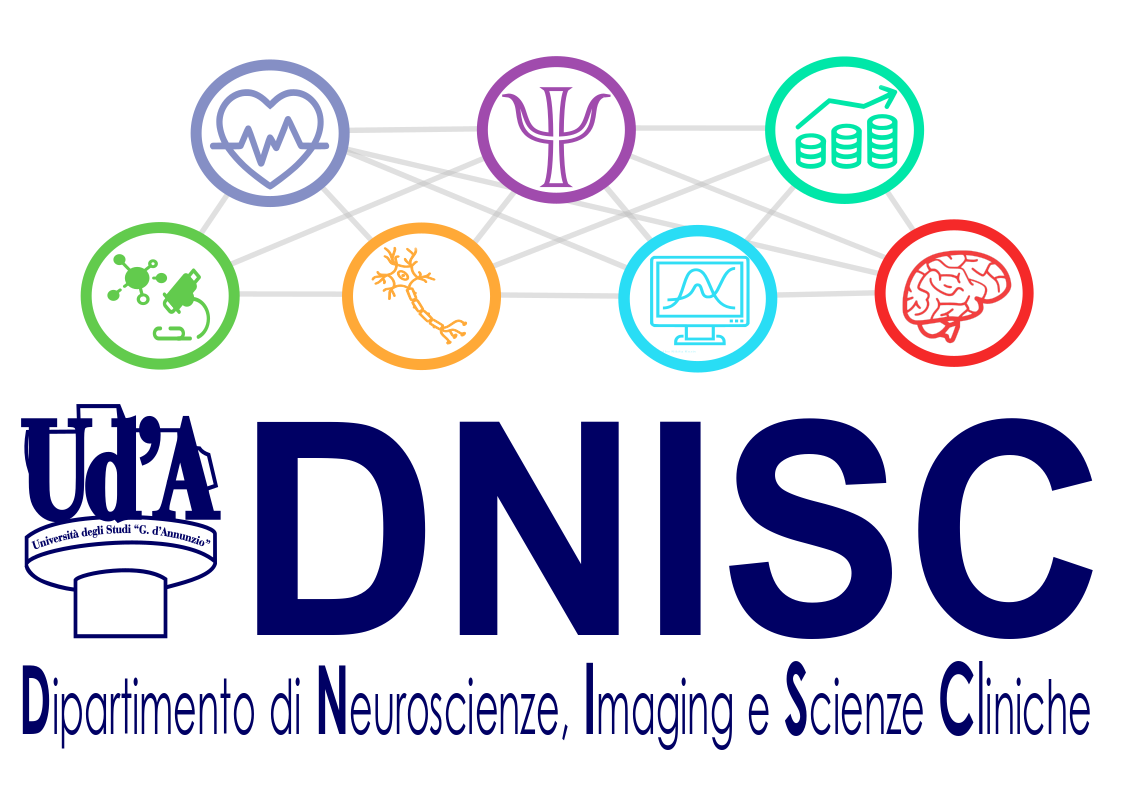 Ud'A
Università degli Studi "G. d'Annunzio"
DNISC
Dipartimento di Neuroscienze, Imaging e Scienze Cliniche